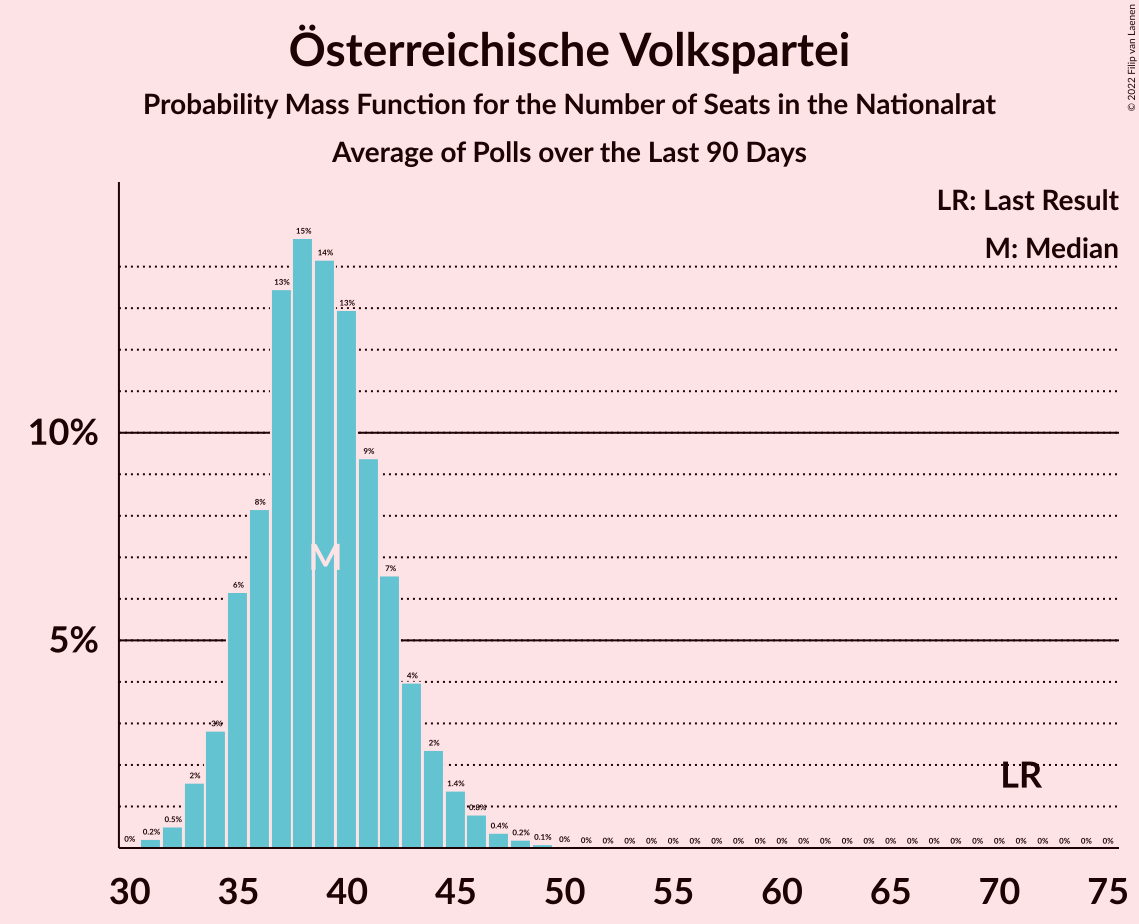 Österreichische Volkspartei
Probability Mass Function for the Number of Seats in the Nationalrat
Average of Polls over the Last 90 Days
© 2022 Filip van Laenen
LR: Last Result
M: Median
15%
14%
13%
13%
10%
9%
8%
7%
M
6%
5%
4%
3%
2%
2%
LR
1.4%
0.8%
0% 0.2% 0.5% 0.4% 0.2% 0.1% 0% 0% 0% 0% 0% 0% 0% 0% 0% 0% 0% 0% 0% 0% 0% 0% 0% 0% 0% 0% 0% 0% 0% 0% 0% 0%
30 35 40 45 50 55 60 65 70 75